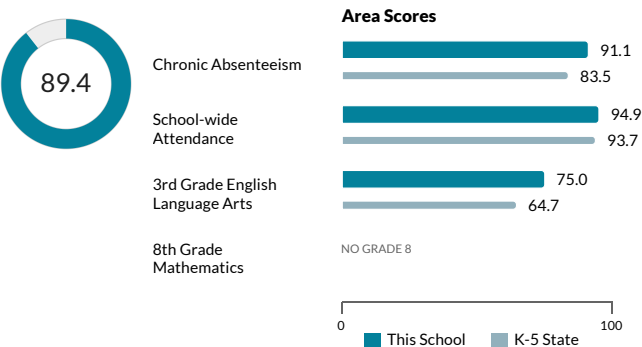 Area Scores
89.4
Chronic Absenteeism
91.1
83.5
School-wide
Attendance
94.9
93.7
3rd Grade English
Language Arts
75.0
64.7
8th Grade
Mathematics
NO GRADE 8
0
100
This School
K-5 State